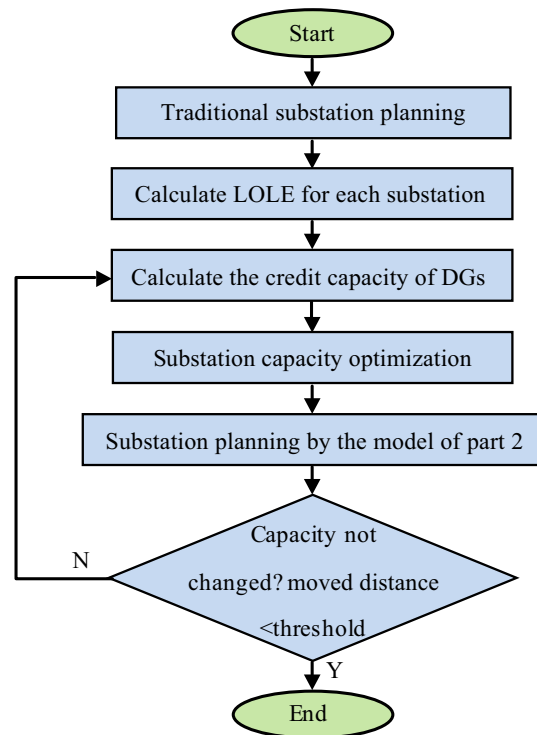 Start
Traditional substation planning
Calculate LOLE for each substation
Calculate the credit capacity of DGs
Substation capacity optimization
Substation planning by the model of part 2
Capacity not
changed? moved distance
<threshold
N
Y
End